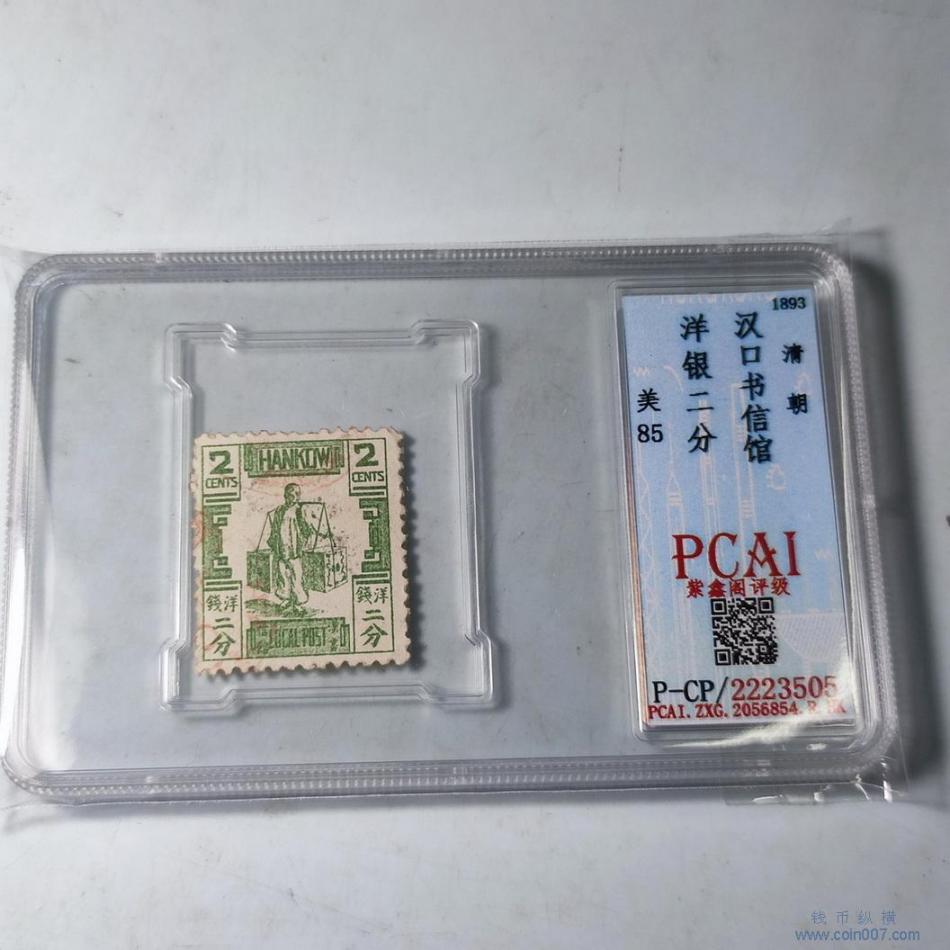 2
CENTS
HANKOW
2
CENTS
洋錢
二分
洋錢
二分
LOCAL POST
1893
清朝
汉口书信馆
洋银二分
美
85
PCAI
紫鑫阁评级
P-CP/2223505
PCAI.ZXG.2056854.R.HK
钱币纵横
www.coin007.com